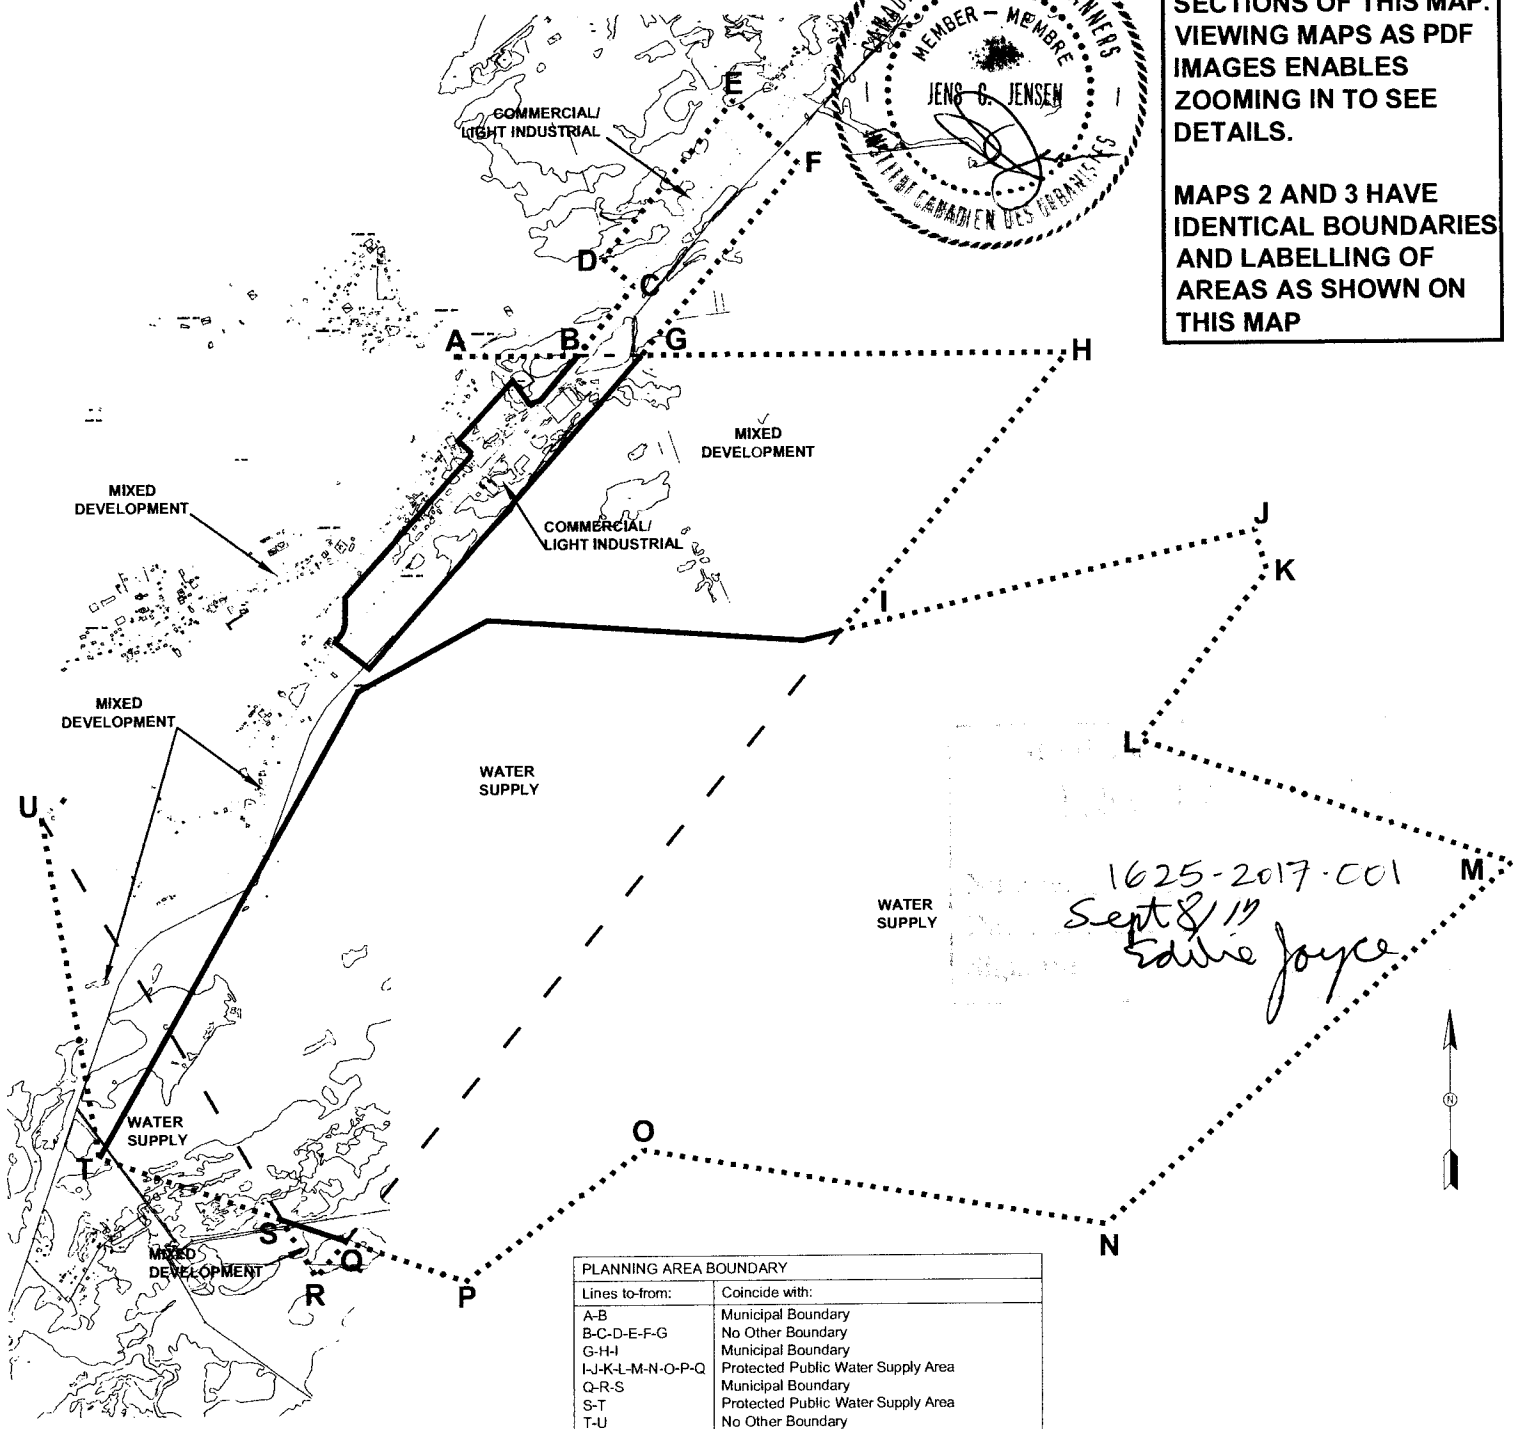 SECTIONS OF THIS MAP.
VIEWING MAPS AS PDF
IMAGES ENABLES
ZOOMING IN TO SEE
DETAILS.
MAPS 2 AND 3 HAVE
IDENTICAL BOUNDARIES
AND LABELLING OF
AREAS AS SHOWN ON
THIS MAP
MEMBER - MEMBRE
JENS G. JENSEN
INSTITUT CANADIEN DES URBANISTES
E
COMMERCIAL/
LIGHT INDUSTRIAL
F
D
C
A
B
G
H
MIXED
DEVELOPMENT
MIXED
DEVELOPMENT
COMMERCIAL/
LIGHT INDUSTRIAL
J
K
I
MIXED
DEVELOPMENT
L
WATER
SUPPLY
U
M
1625-2017-001
WATER
SUPPLY
Sept 8/17
Eddie Joyce
N
WATER
SUPPLY
T
O
S
Q
N
MIXED
DEVELOPMENT
R
P
PLANNING AREA BOUNDARY
Lines to-from: Coincide with:
A-B Municipal Boundary
B-C-D-E-F-G No Other Boundary
G-H-I Municipal Boundary
I-J-K-L-M-N-O-P-Q Protected Public Water Supply Area
Q-R-S Municipal Boundary
S-T Protected Public Water Supply Area
T-U No Other Boundary